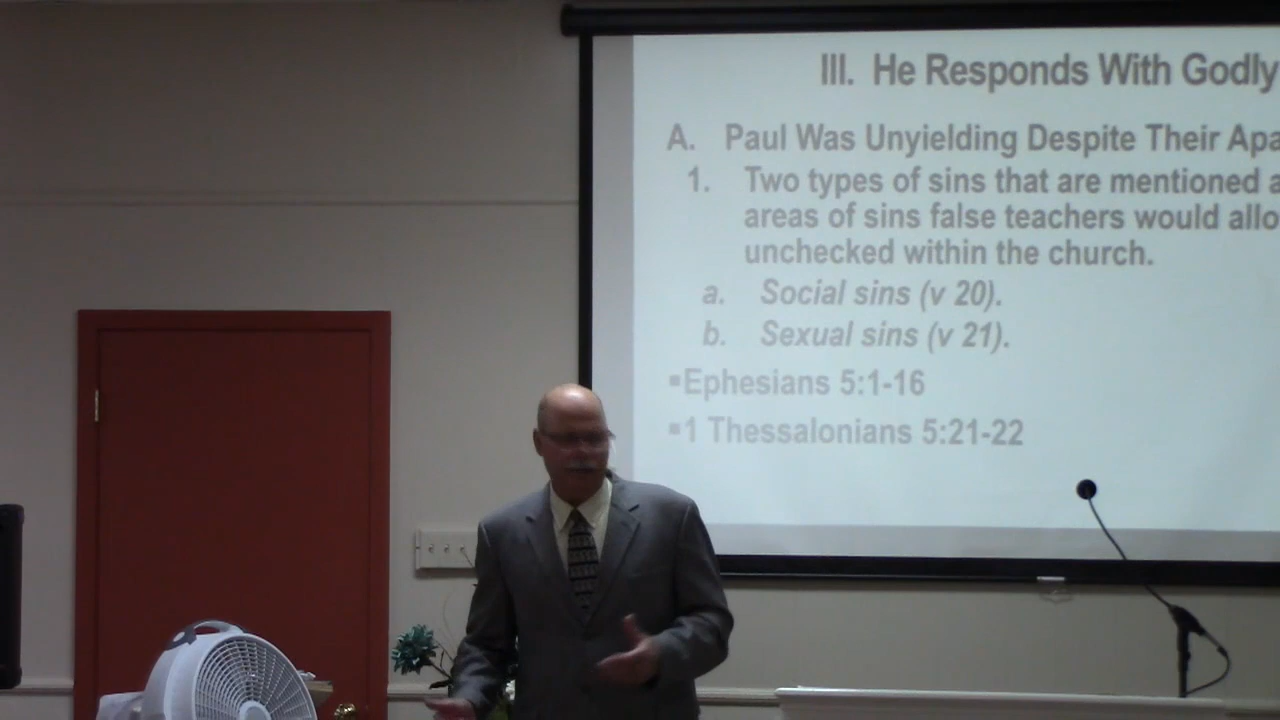 III. He Responds With Godly
A. Paul Was Unyielding Despite Their
1. Two types of sins that are mentioned
areas of sins false teachers would
unchecked within the church.
a. Social sins (v 20).
b. Sexual sins (v 21).
▪Ephesians 5:1-16
▪1 Thessalonians 5:21-22